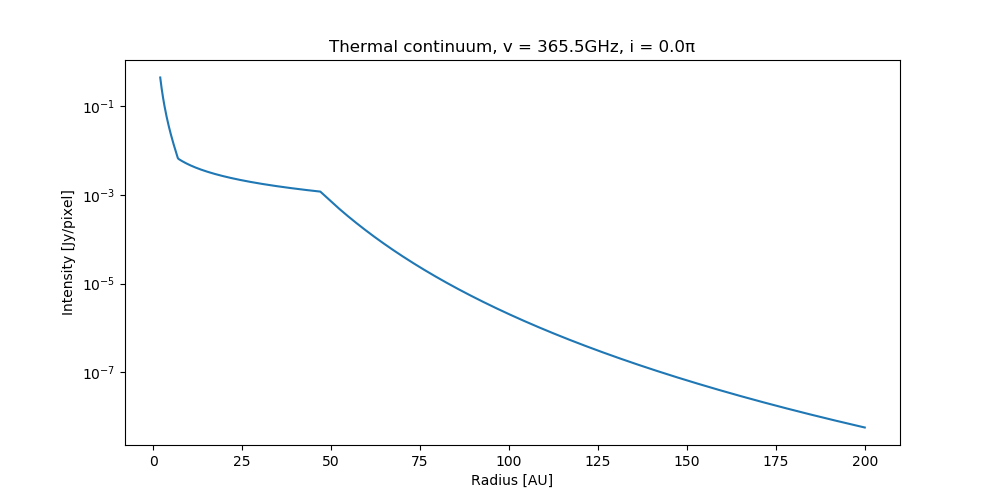 Thermal continuum, v = 365.5GHz, i = 0.0π
Intensity [Jy/pixel]
10⁻¹
10⁻³
10⁻⁵
10⁻⁷
0 25 50 75 100 125 150 175 200
Radius [AU]